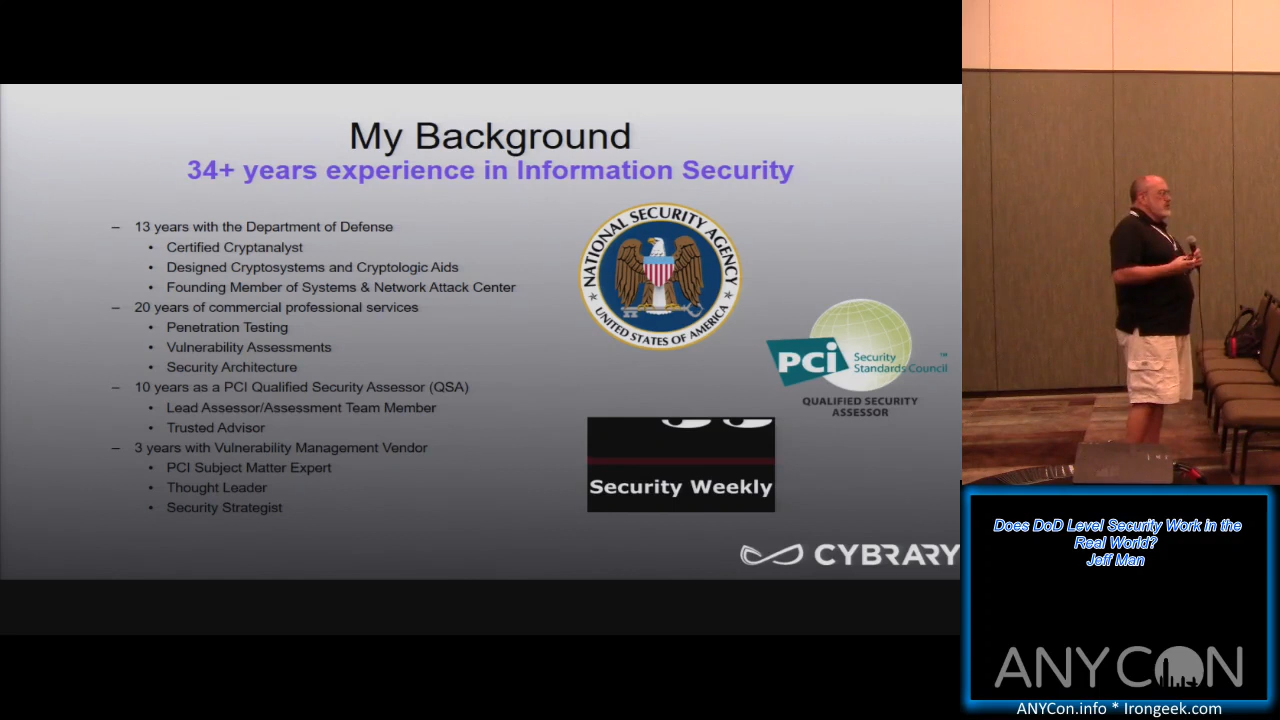 My Background
34+ years experience in Information Security
– 13 years with the Department of Defense
• Certified Cryptanalyst
• Designed Cryptosystems and Cryptologic Aids
• Founding Member of Systems & Network Attack Center
– 20 years of commercial professional services
• Penetration Testing
• Vulnerability Assessments
• Security Architecture
– 10 years as a PCI Qualified Security Assessor (QSA)
• Lead Assessor/Assessment Team Member
• Trusted Advisor
– 3 years with Vulnerability Management Vendor
• PCI Subject Matter Expert
• Thought Leader
• Security Strategist
NATIONAL SECURITY AGENCY
UNITED STATES OF AMERICA
PCi Security
Standards Council
™
QUALIFIED SECURITY
ASSESSOR
Security Weekly
CYBRARY
Does DoD Level Security Work in the
Real World?
Jeff Man
ANYCON
ANYCon.info * Irongeek.com